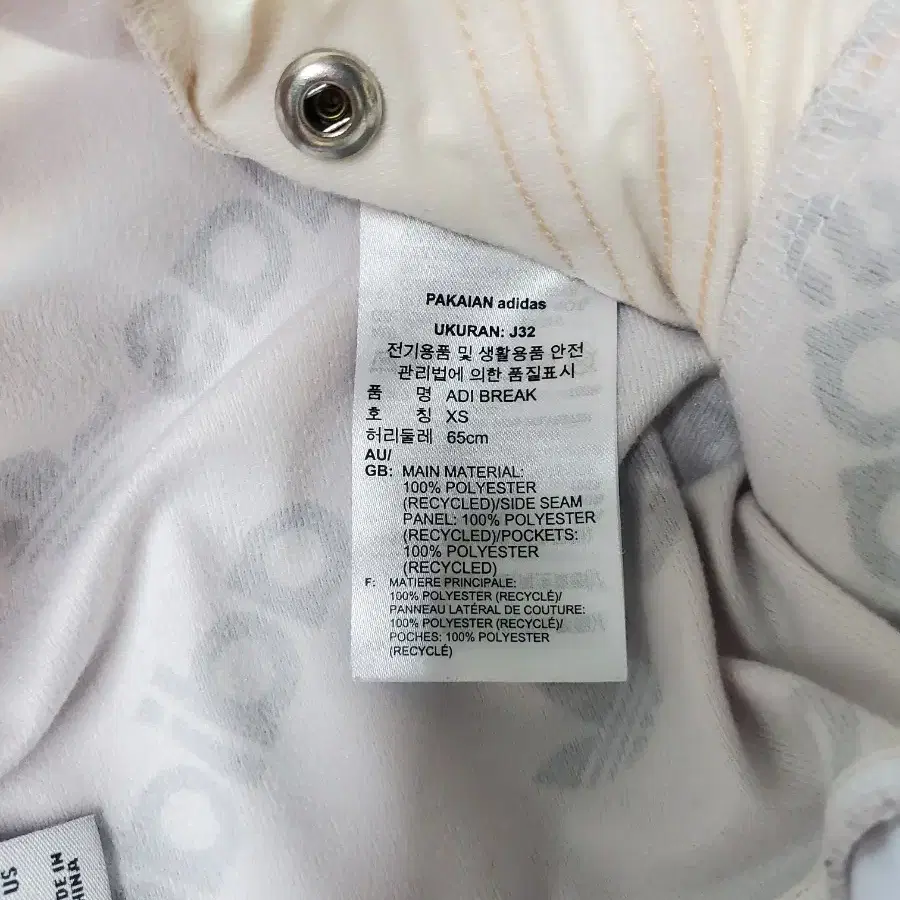 PAKAIAN adidas
UKURAN: J32
전기용품 및 생활용품 안전
관리법에 의한 품질표시
품 명 ADI BREAK
호 칭 XS
허리둘레 65cm
AU/
GB: MAIN MATERIAL:
100% POLYESTER
(RECYCLED)/SIDE SEAM
PANEL: 100% POLYESTER
(RECYCLED)/POCKETS:
100% POLYESTER
(RECYCLED)
F: MATIERE PRINCIPALE:
100% POLYESTER (RECYCLÉ)/
PANNEAU LATÉRAL DE COUTURE:
100% POLYESTER (RECYCLÉ)/
POCHES: 100% POLYESTER
(RECYCLÉ)
US